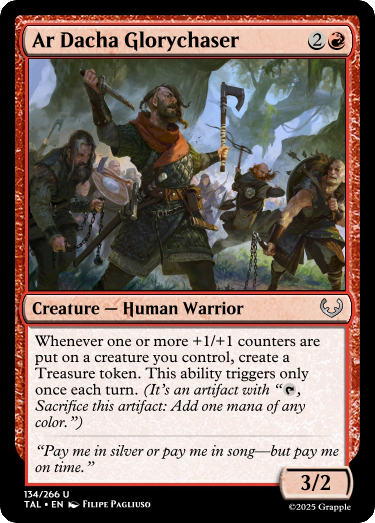 Ar Dacha Glorychaser 2
Creature — Human Warrior
Whenever one or more +1/+1 counters are
put on a creature you control, create a
Treasure token. This ability triggers only
once each turn. (It's an artifact with “, 
Sacrifice this artifact: Add one mana of any
color.”)
“Pay me in silver or pay me in song—but pay me
on time.”
3/2
134/266 U
TAL • EN Filipe Pagliuso
©2025 Grapple